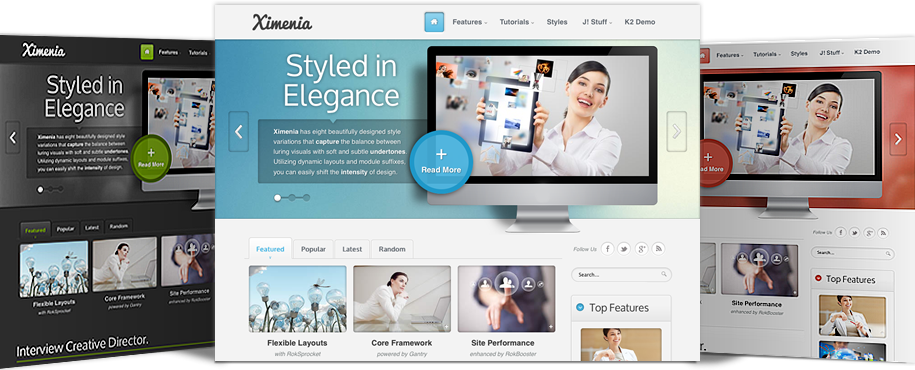 Ximenia
Features
Tutorials
Styled in
Elegance
Ximenia has eight beautifully designed style
variations that capture the balance between
luring visuals with soft and subtle undertones.
Utilizing dynamic layouts and module suffixes,
you can easily shift the intensity of design.
Read More
Featured
Popular
Latest
Random
Flexible Layouts
with RokSprocket
Core Framework
powered by Gantry
Interview Creative Director.
Ximenia
Features
Tutorials
Styles
J! Stuff
K2 Demo
Styled in
Elegance
Ximenia has eight beautifully designed style
variations that capture the balance between
luring visuals with soft and subtle undertones.
Utilizing dynamic layouts and module suffixes,
you can easily shift the intensity of design.
Read More
Featured
Popular
Latest
Random
Follow Us
Search...
Flexible Layouts
with RokSprocket
Core Framework
powered by Gantry
Site Performance
enhanced by RokBooster
Top Features
Features
Tutorials
Styles
J! Stuff
K2 Demo
Read More
Follow Us
Search...
Site Performance
enhanced by RokBooster
Top Features